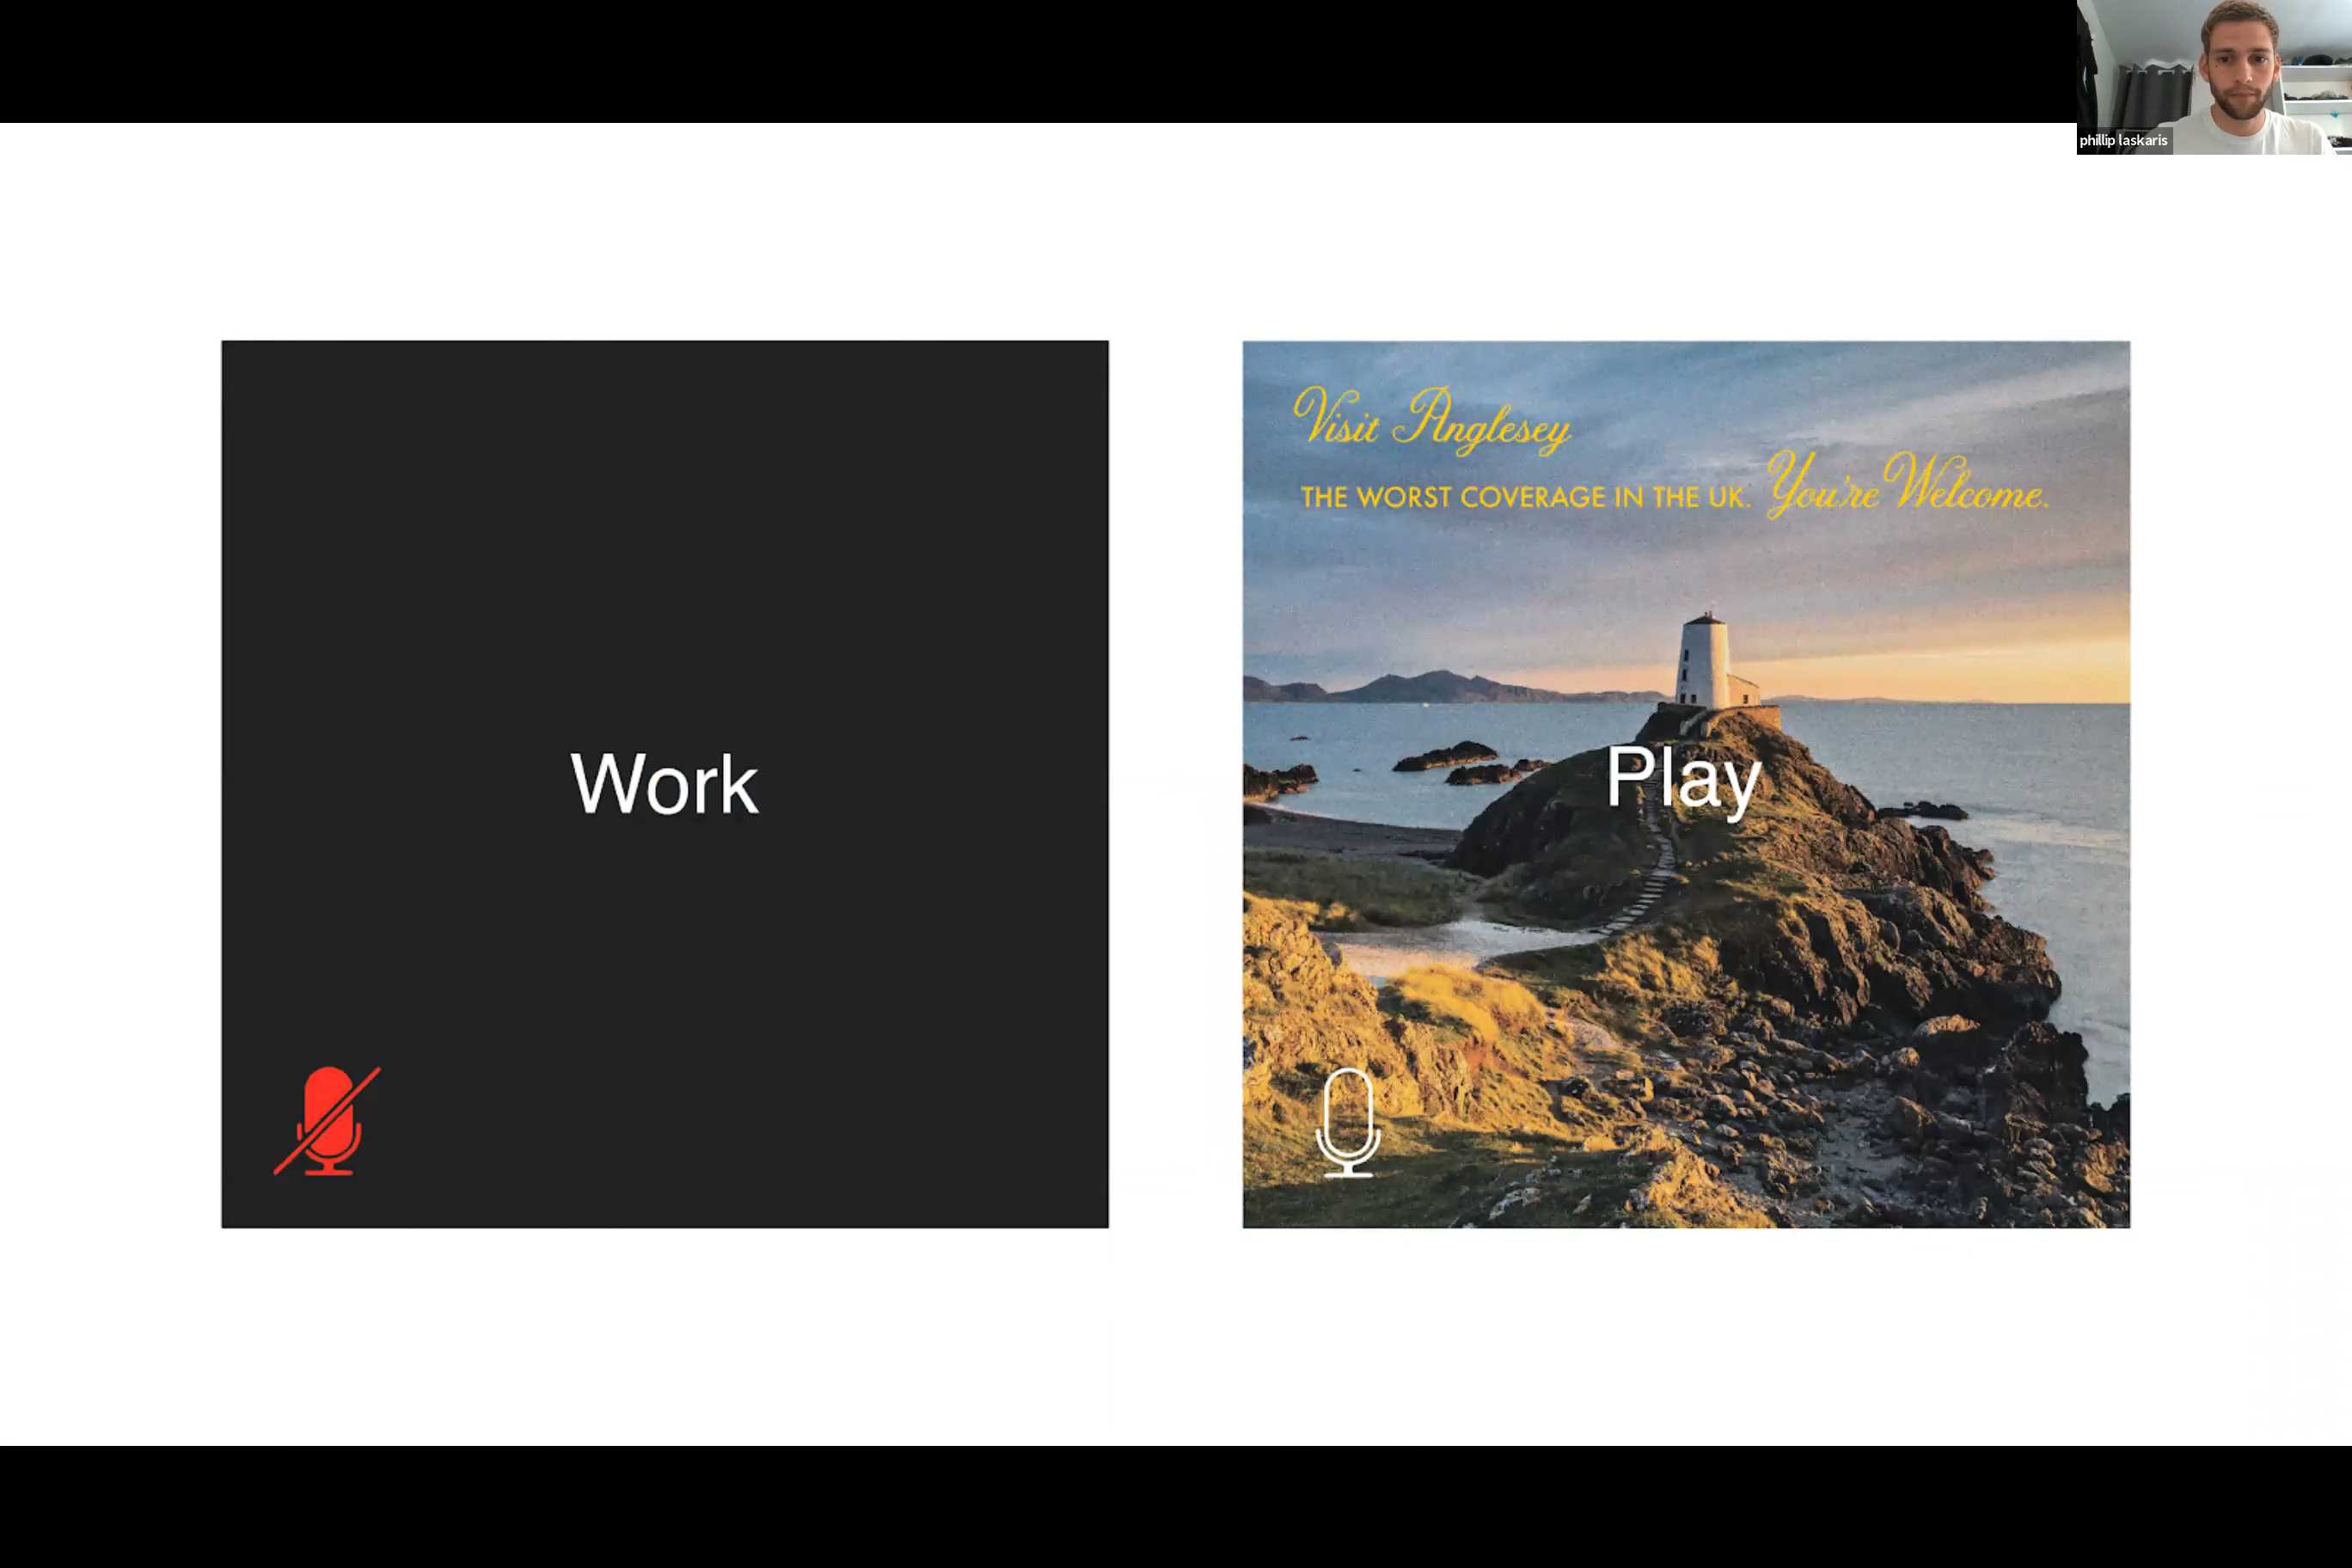 phillip laskaris
Visit Anglesey
THE WORST COVERAGE IN THE UK. You're Welcome.
Work
Play